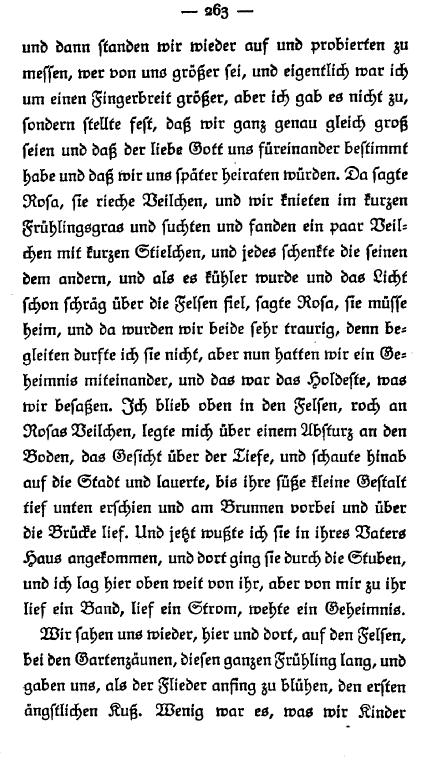 — 263 —
und dann ſtanden wir wieder auf und probierten zu
meſſen, wer von uns größer ſei, und eigentlich war ich
um einen Fingerbreit größer, aber ich gab es nicht zu,
ſondern ſtellte feſt, daß wir ganz genau gleich groß
ſeien und daß der liebe Gott uns füreinander beſtimmt
habe und daß wir uns ſpäter heiraten würden. Da ſagte
Roſa, ſie rieche Veilchen, und wir knieten im kurzen
Frühlingsgras und ſuchten und fanden ein paar Veil-
chen mit kurzen Stielchen, und jedes ſchenkte die ſeinen
dem andern, und als es kühler wurde und das Licht
ſchon ſchräg über die Felſen fiel, ſagte Roſa, ſie müſſe
heim, und da wurden wir beide ſehr traurig, denn be-
gleiten durfte ich ſie nicht, aber nun hatten wir ein Ge-
heimnis miteinander, und das war das Holdeſte, was
wir beſaßen. Ich blieb oben in den Felſen, roch an
Roſas Veilchen, legte mich über einem Abſturz an den
Boden, das Geſicht über der Tiefe, und ſchaute hinab
auf die Stadt und lauerte, bis ihre ſüße kleine Geſtalt
tief unten erſchien und am Brunnen vorbei und über
die Brücke lief. Und jetzt wußte ich ſie in ihres Vaters
Haus angekommen, und dort ging ſie durch die Stuben,
und ich lag hier oben weit von ihr, aber von mir zu ihr
lief ein Band, lief ein Strom, wehte ein Geheimnis.
Wir ſahen uns wieder, hier und dort, auf den Felſen,
bei den Gartenzäunen, dieſen ganzen Frühling lang, und
gaben uns, als der Flieder anfing zu blühen, den erſten
ängſtlichen Kuß. Wenig war es, was wir Kinder